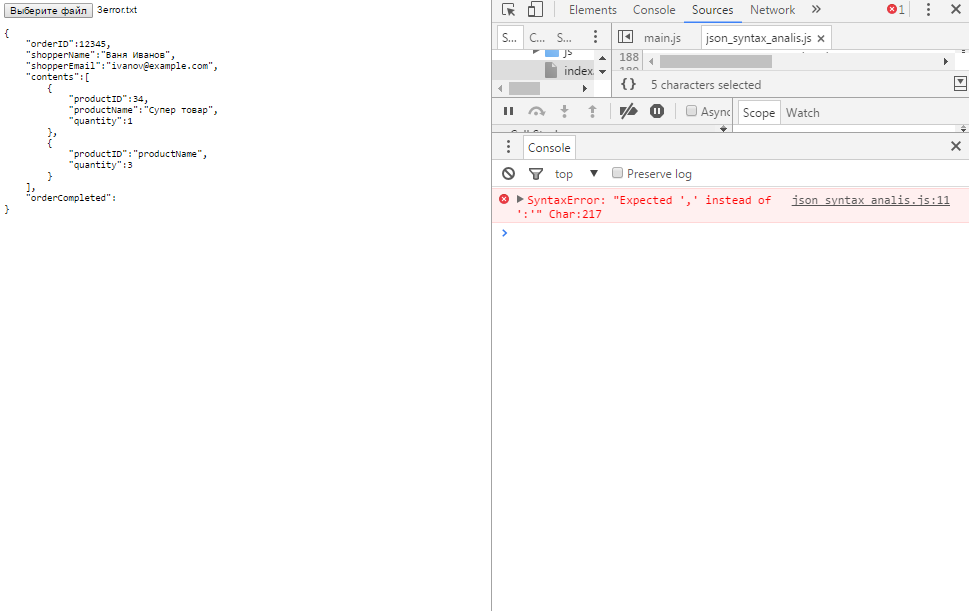 Выберите файл 3error.txt
{
"orderID":12345,
"shopperName":"Ваня Иванов",
"shopperEmail":"ivanov@example.com",
"contents":[
{
"productID":34,
"productName":"Супер товар",
"quantity":1
},
{
"productID":"productName",
"quantity":3
}
],
"orderCompleted":
}
Elements Console Sources Network » 1
S... C... S... main.js json_syntax_analis.js ×
js
index.
188
{} 5 characters selected
Async Scope Watch
Console
top ▼ Preserve log
SyntaxError: "Expected ',' instead of json_syntax_analis.js:11
':'" Char:217